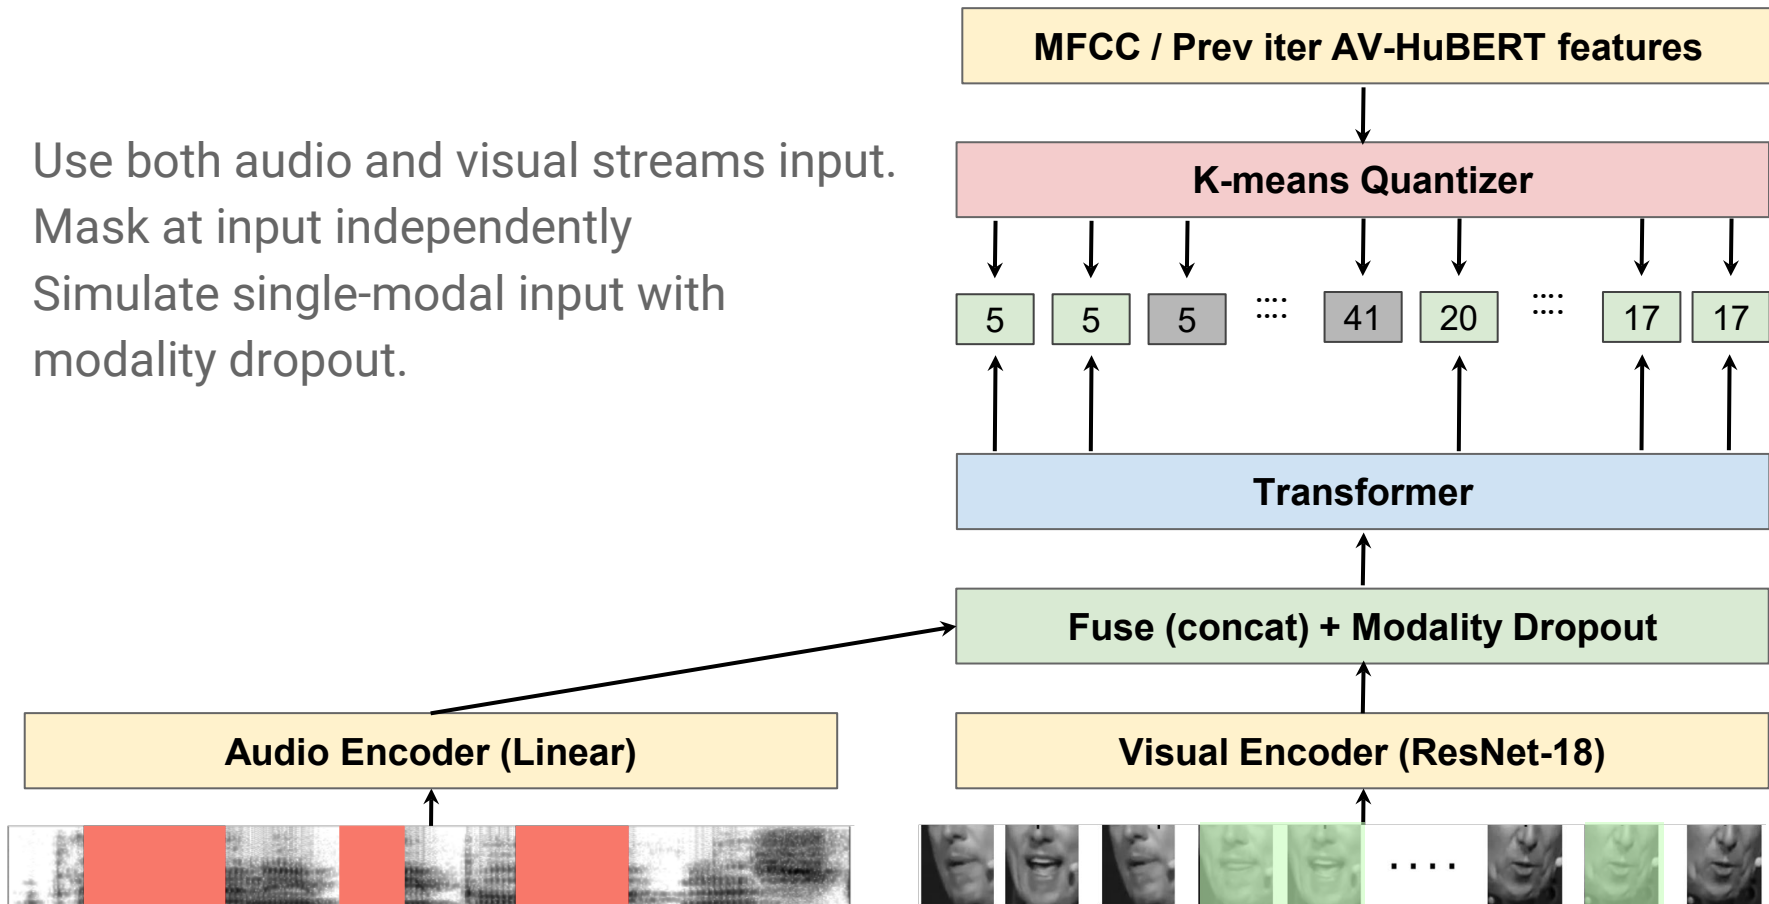 MFCC / Prev iter AV-HuBERT features
Use both audio and visual streams input.
Mask at input independently
Simulate single-modal input with
modality dropout.
K-means Quantizer
5 5 5 .... .... 41 20 .... .... 17 17
Transformer
Fuse (concat) + Modality Dropout
Audio Encoder (Linear)
Visual Encoder (ResNet-18)
. . . .